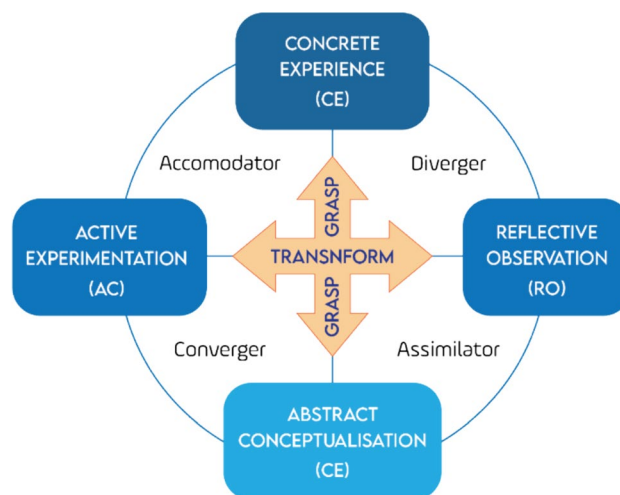 CONCRETE
EXPERIENCE
(CE)
Accomodator
Diverger
ACTIVE
EXPERIMENTATION
(AC)
GRASP
TRANSNFORM
GRASP
REFLECTIVE
OBSERVATION
(RO)
Converger
Assimilator
ABSTRACT
CONCEPTUALISATION
(CE)